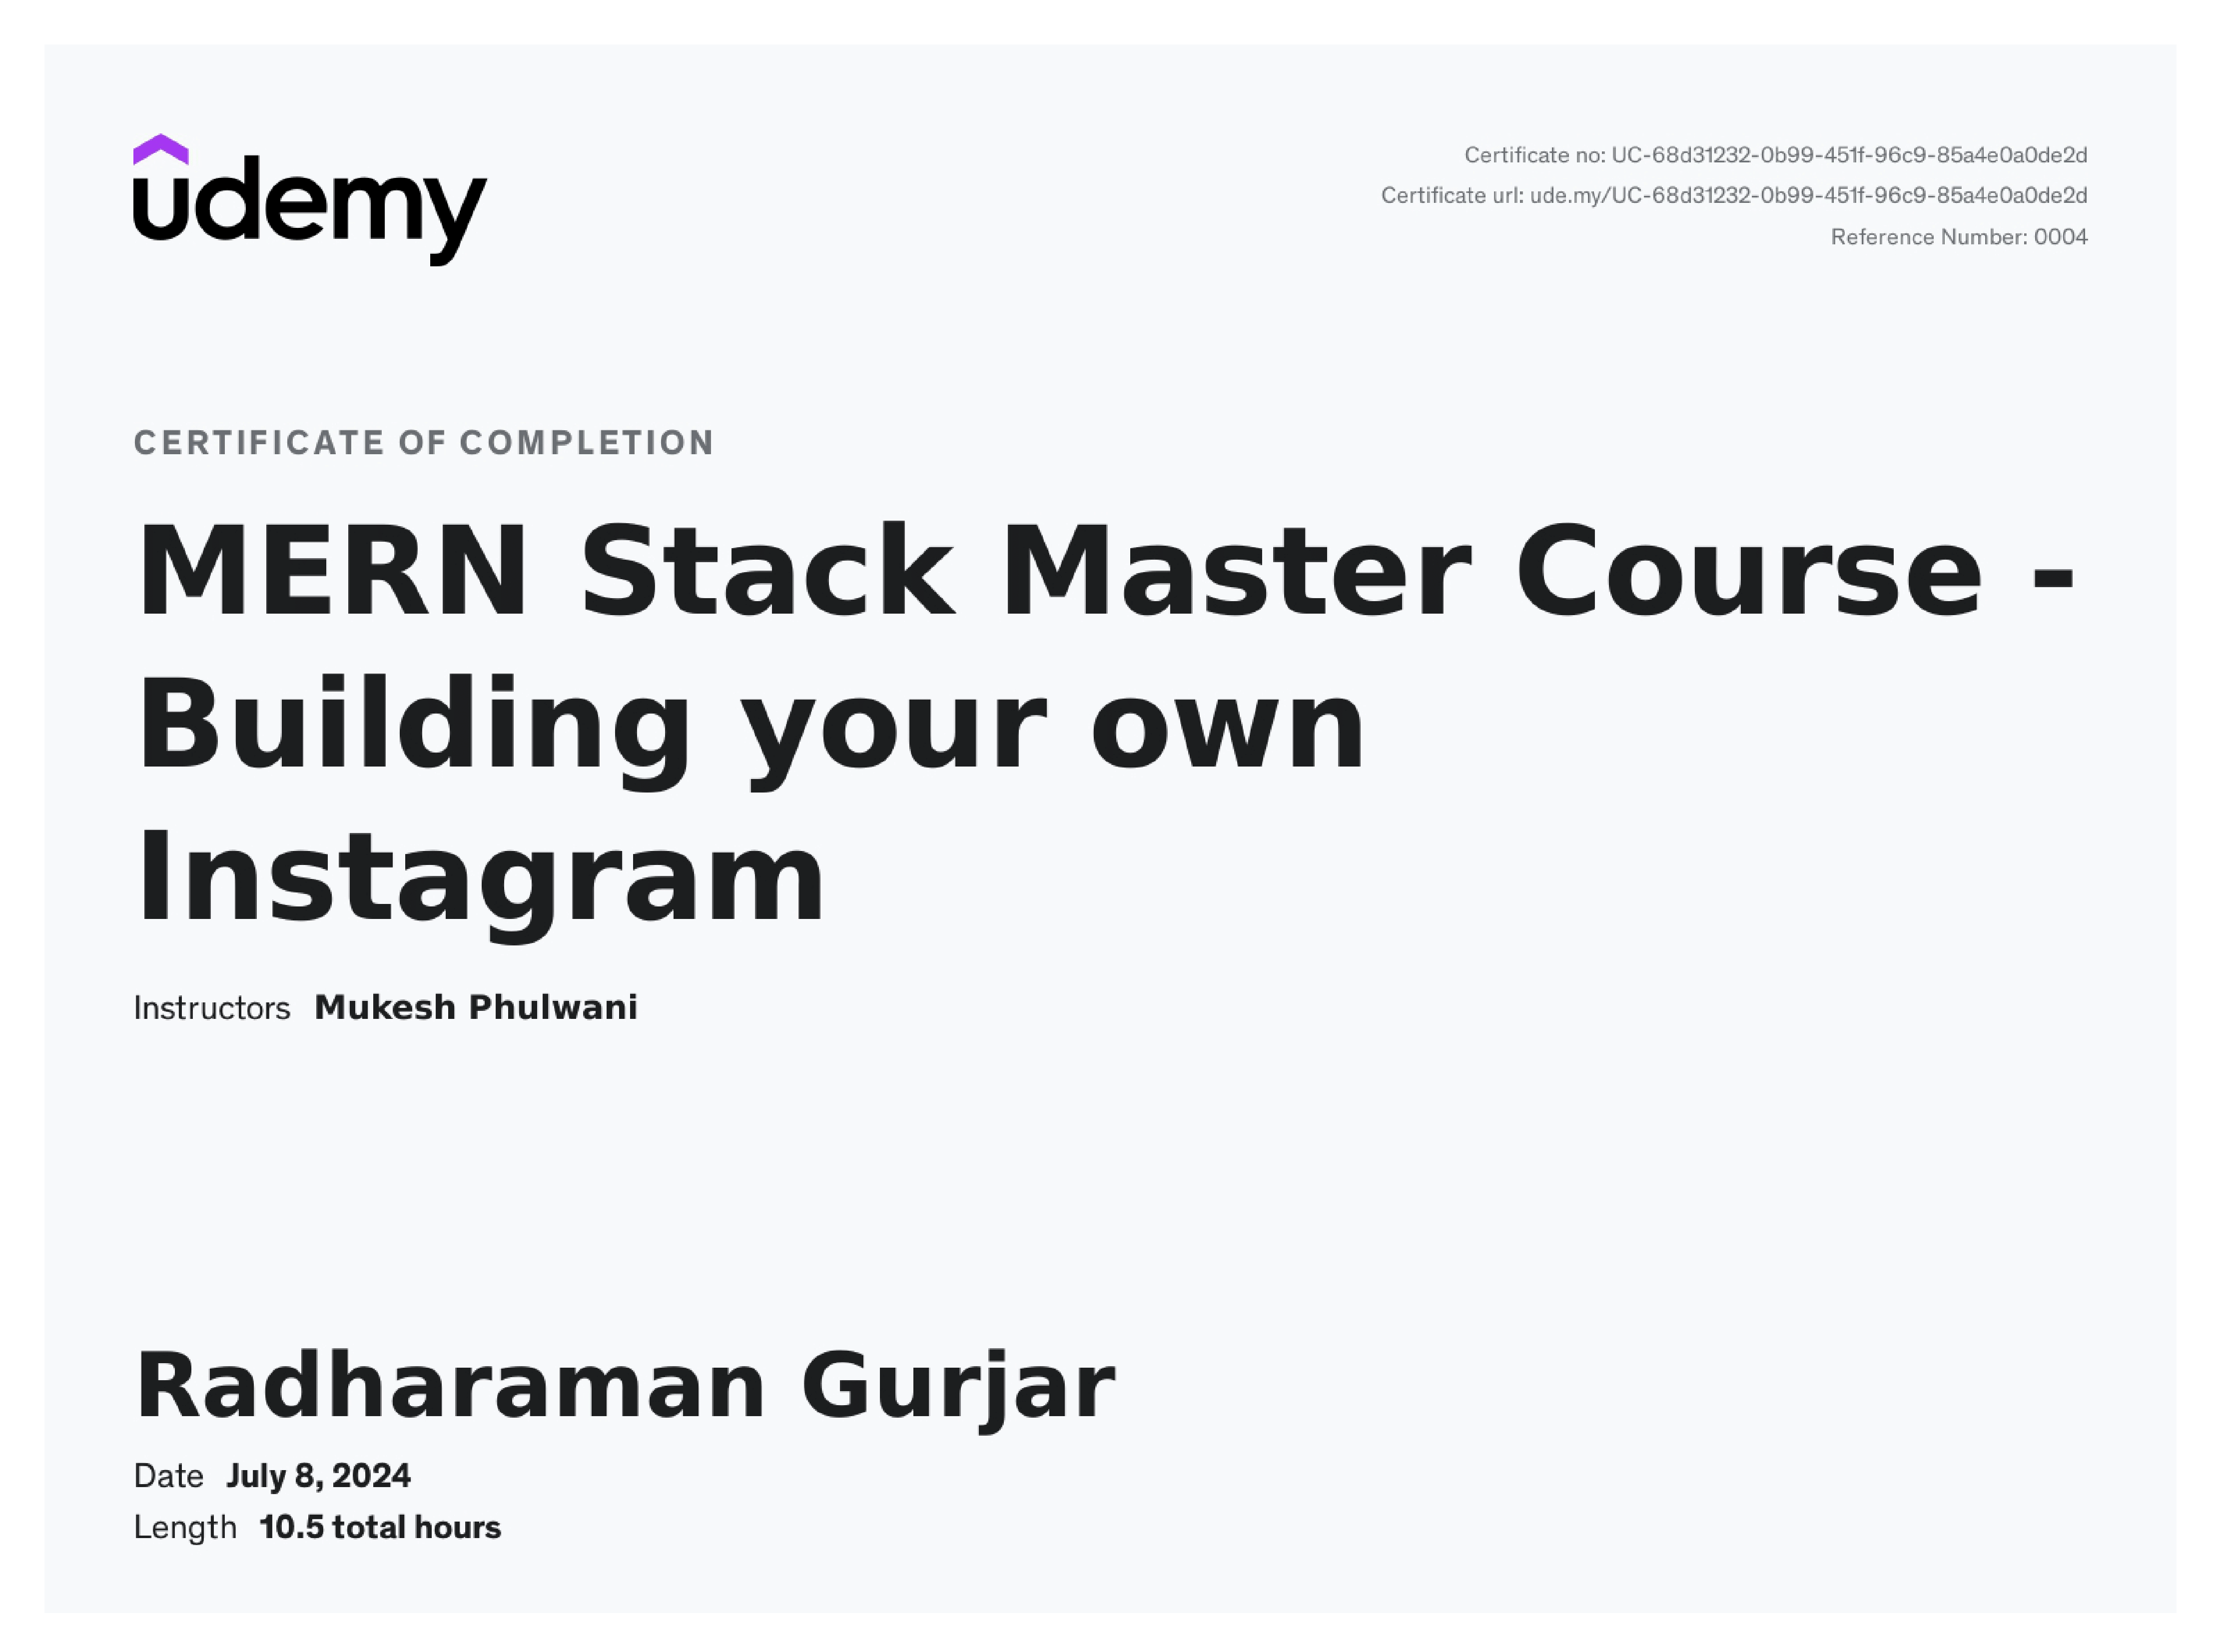 udemy
Certificate no: UC-68d31232-0b99-451f-96c9-85a4e0a0de2d
Certificate url: ude.my/UC-68d31232-0b99-451f-96c9-85a4e0a0de2d
Reference Number: 0004
CERTIFICATE OF COMPLETION
MERN Stack Master Course -
Building your own
Instagram
Instructors Mukesh Phulwani
Radharaman Gurjar
Date July 8, 2024
Length 10.5 total hours